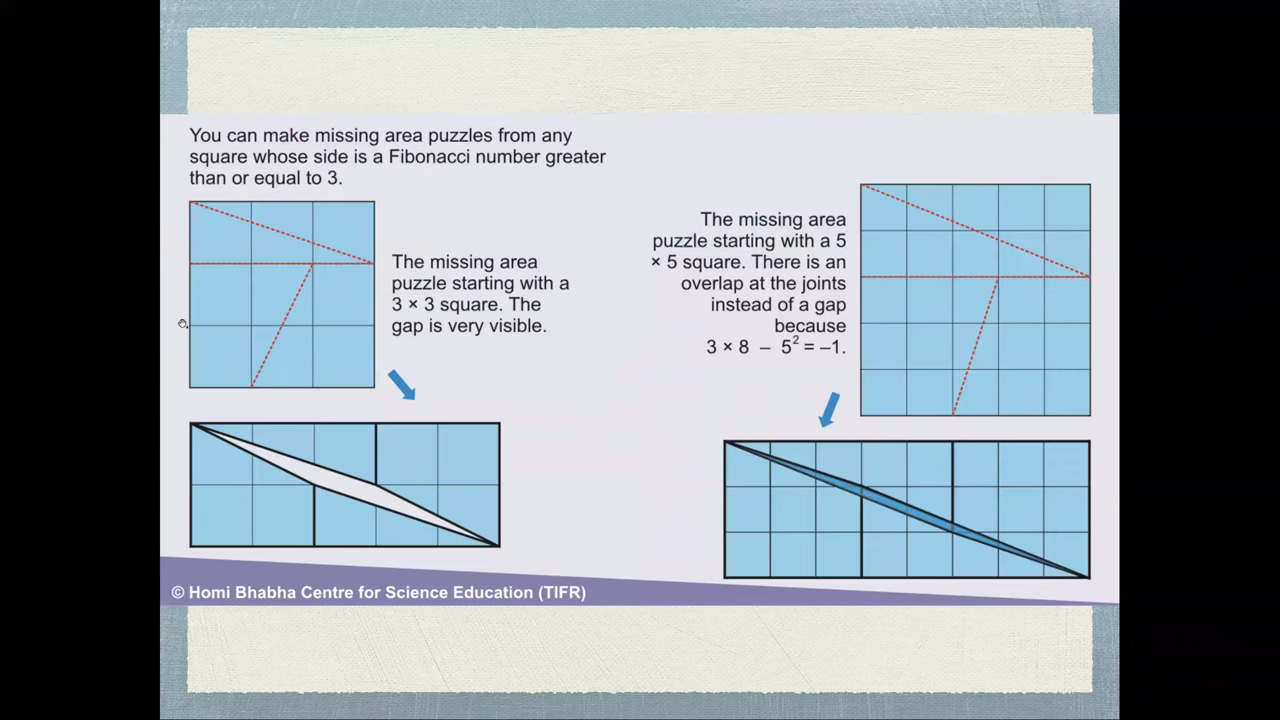 You can make missing area puzzles from any
square whose side is a Fibonacci number greater
than or equal to 3.
The missing area
puzzle starting with a
3 × 3 square. The
gap is very visible.
The missing area
puzzle starting with a 5
× 5 square. There is an
overlap at the joints
instead of a gap
because
3 × 8 – 5² = –1.
© Homi Bhabha Centre for Science Education (TIFR)